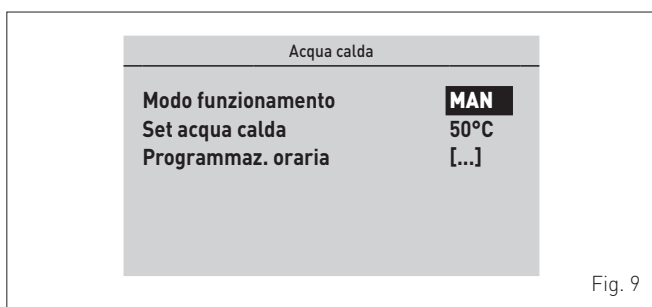 Acqua calda
Modo funzionamento MAN
Set acqua calda 50°C
Programmaz. oraria [...]
Fig. 9